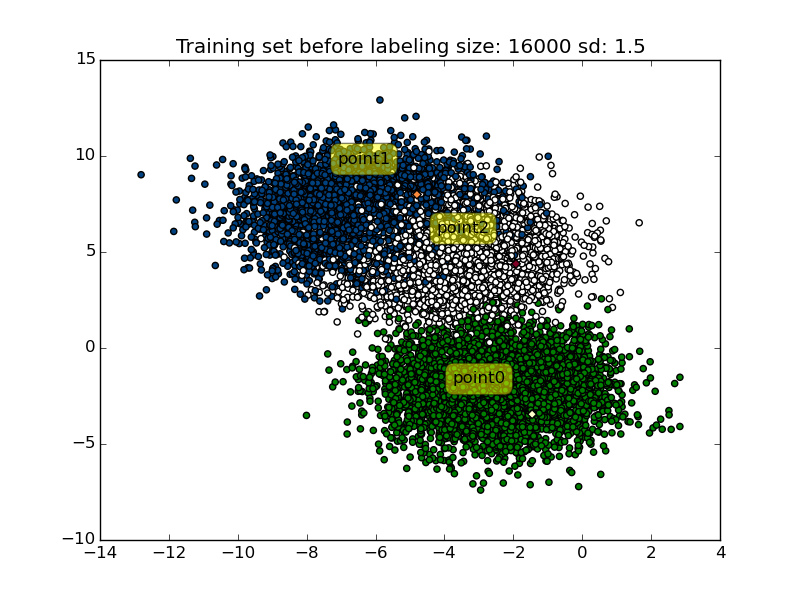 Training set before labeling size: 16000 sd: 1.5
15
10
5
0
−5
−10
point1
point2
point0
−14 −12 −10 −8 −6 −4 −2 0 2 4